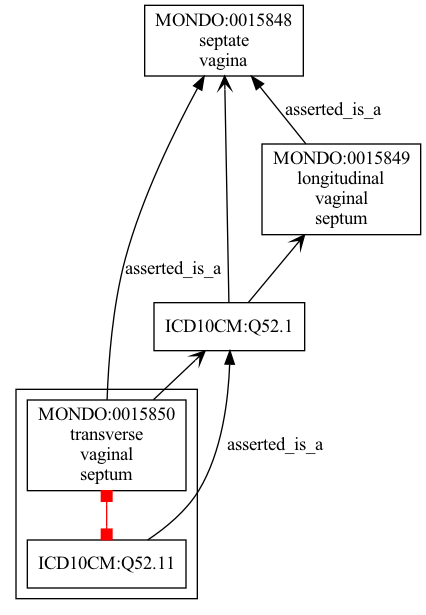 MONDO:0015848
septate
vagina
asserted_is_a
MONDO:0015849
longitudinal
vaginal
septum
asserted_is_a
ICD10CM:Q52.1
MONDO:0015850
transverse
vaginal
septum
asserted_is_a
ICD10CM:Q52.11